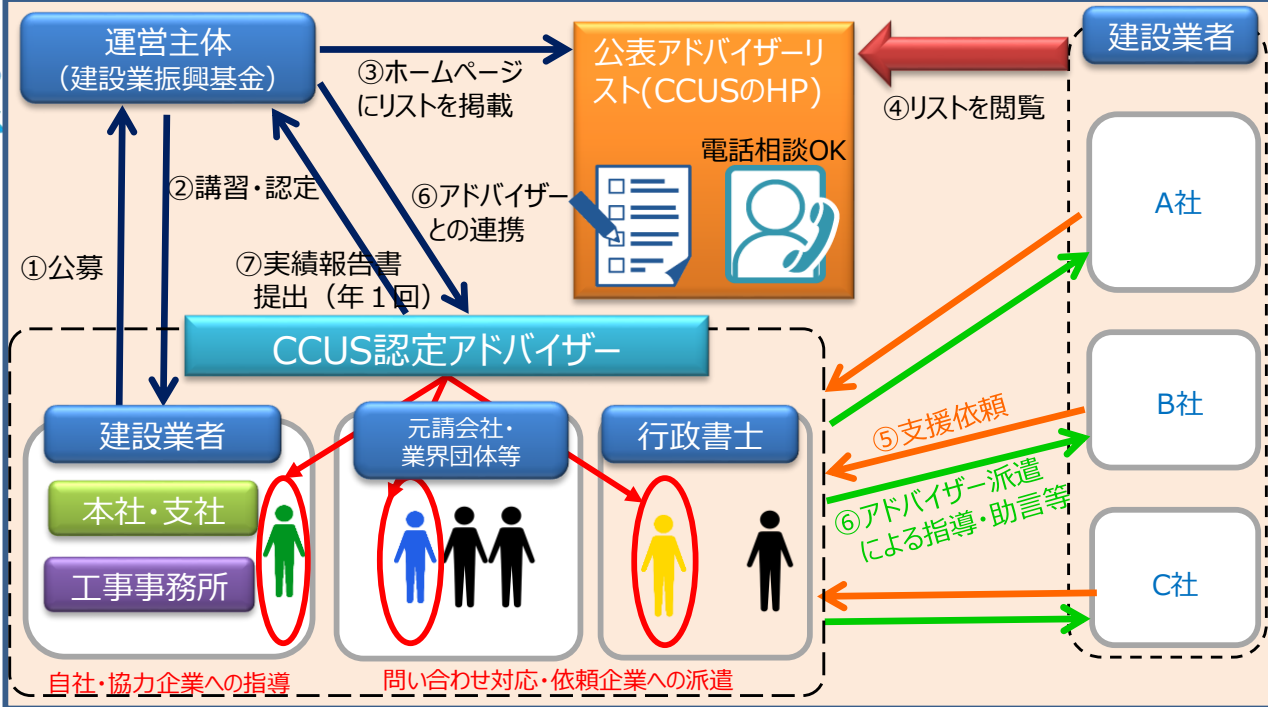 運営主体
（建設業振興基金）
③ホームページ
にリストを掲載
公表アドバイザーリ
スト(CCUSのHP)
電話相談OK
建設業者
④リストを閲覧
①公募
②講習・認定
⑥アドバイザー
との連携
⑦実績報告書
提出（年１回）
CCUS認定アドバイザー
建設業者
本社・支社
工事事務所
元請会社・
業界団体等
行政書士
自社・協力企業への指導
問い合わせ対応・依頼企業への派遣
⑤支援依頼
⑥アドバイザー派遣
による指導・助言等
A社
B社
C社